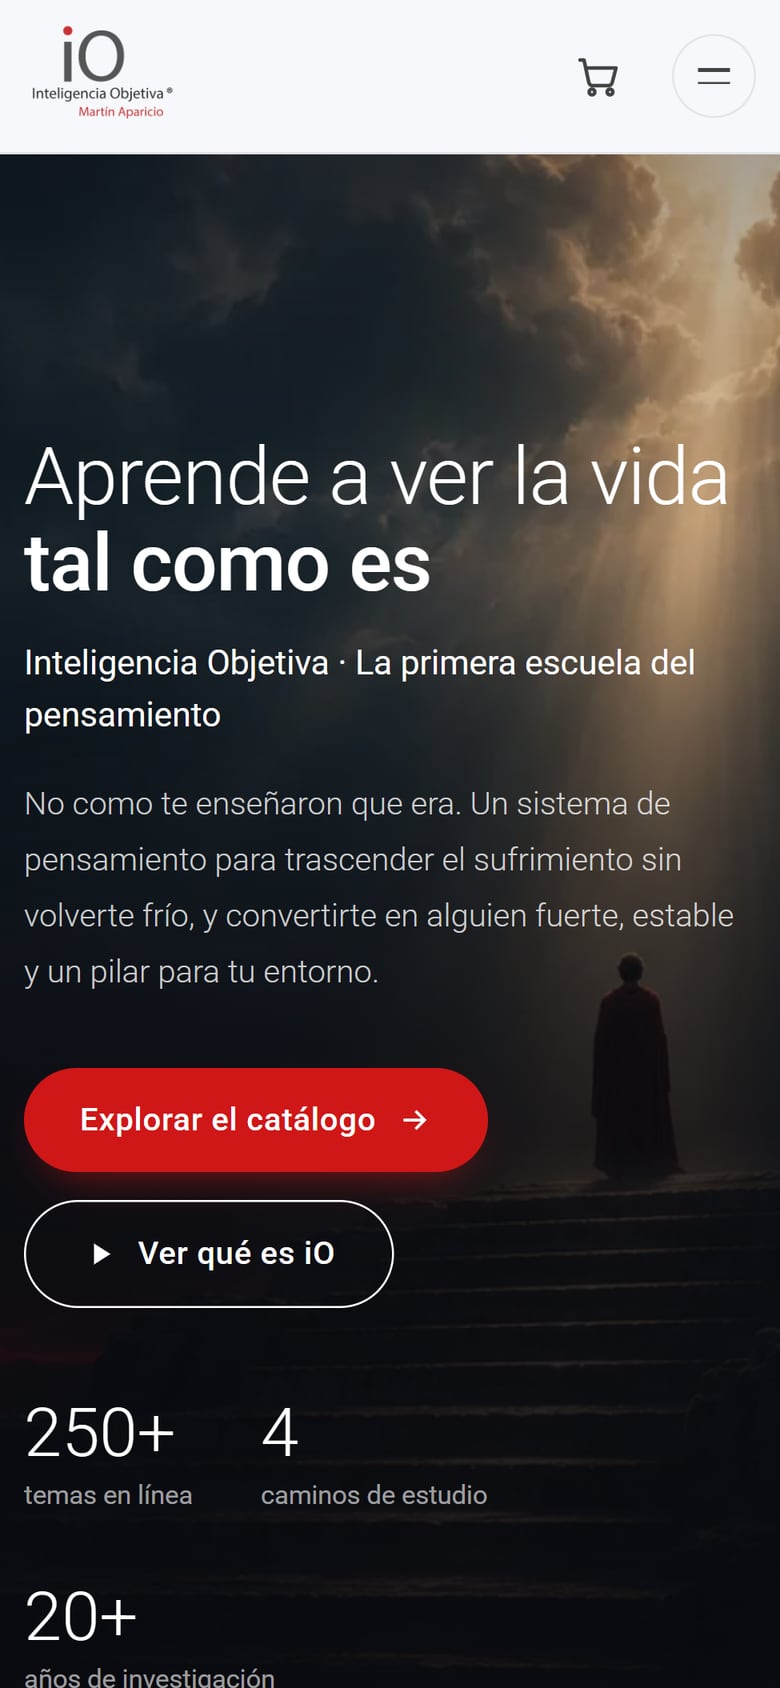 iO
Inteligencia Objetiva®
Martín Aparicio
Aprende a ver la vida
tal como es
Inteligencia Objetiva · La primera escuela del
pensamiento
No como te enseñaron que era. Un sistema de
pensamiento para trascender el sufrimiento sin
volverte frío, y convertirte en alguien fuerte, estable
y un pilar para tu entorno.
Explorar el catálogo →
▶ Ver qué es iO
250+ 4
temas en línea caminos de estudio
20+
años de investigación